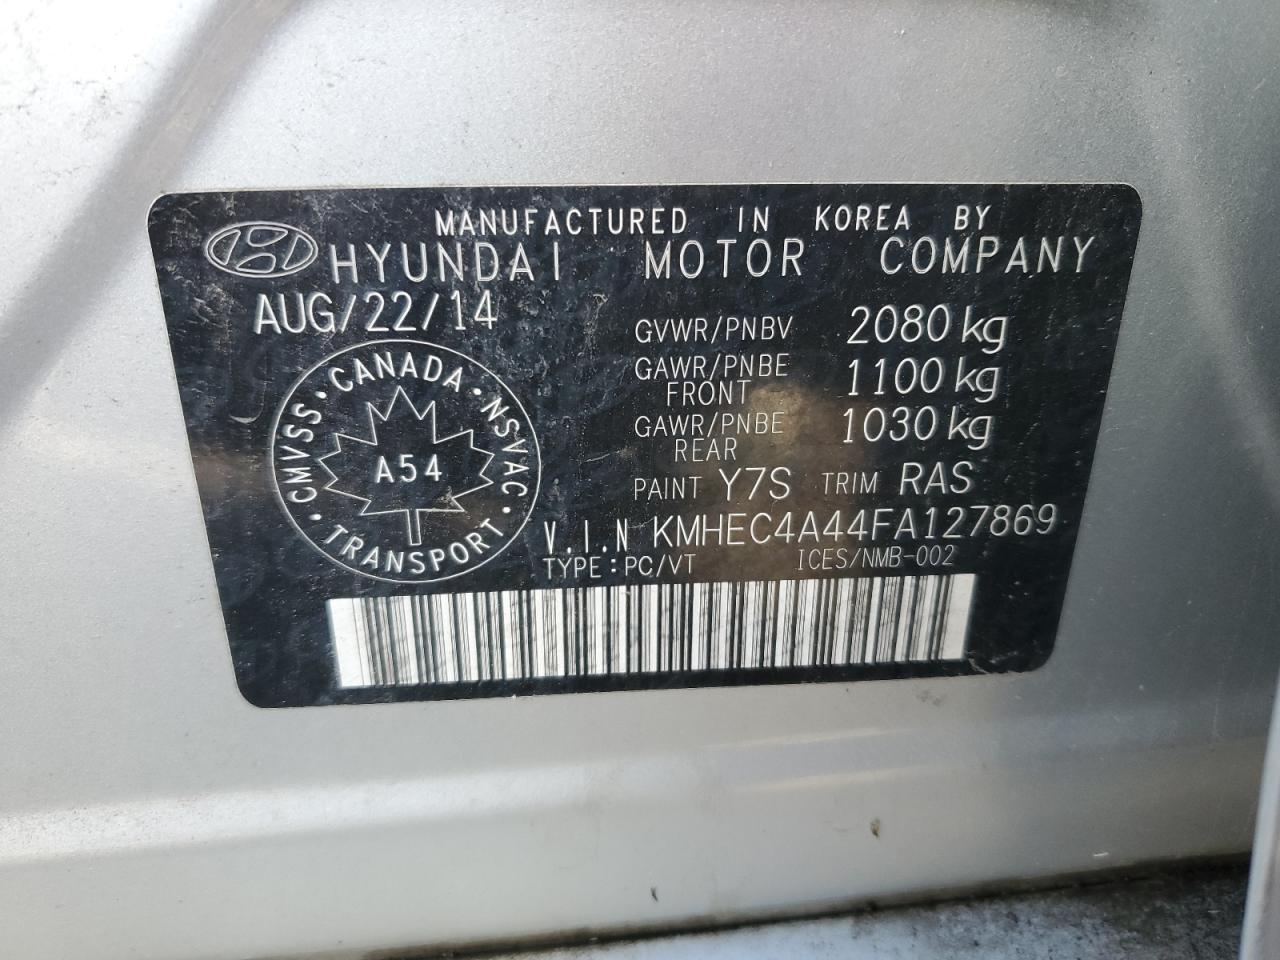 MANUFACTURED IN KOREA BY
HYUNDAI MOTOR COMPANY
AUG/22/14
GVWR/PNBV 2080 kg
GAWR/PNBE FRONT 1100 kg
GAWR/PNBE REAR 1030 kg
PAINT Y7S TRIM RAS
V.I.N KMHEC4A44FA127869
TYPE : PC/VT ICES/NMB-002
· CANADA · NSVAC · TRANSPORT · CMVSS
A54